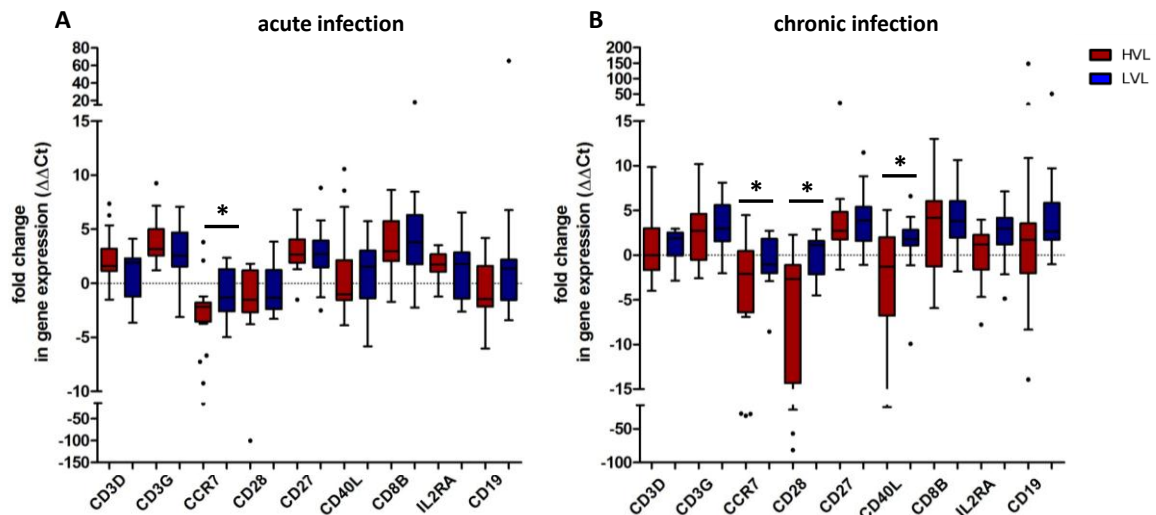 A acute infection
B chronic infection
HVL
LVL
fold change
in gene expression (ΔΔCt)
80
60
40
20
15
10
5
0
-5
-10
-50
-100
-150
*
CD3D CD3G CCR7 CD28 CD27 CD40L CD8B IL2RA CD19
fold change
in gene expression (ΔΔCt)
200
150
100
50
15
10
5
0
-5
-10
-15
-50
-100
* * *
CD3D CD3G CCR7 CD28 CD27 CD40L CD8B IL2RA CD19